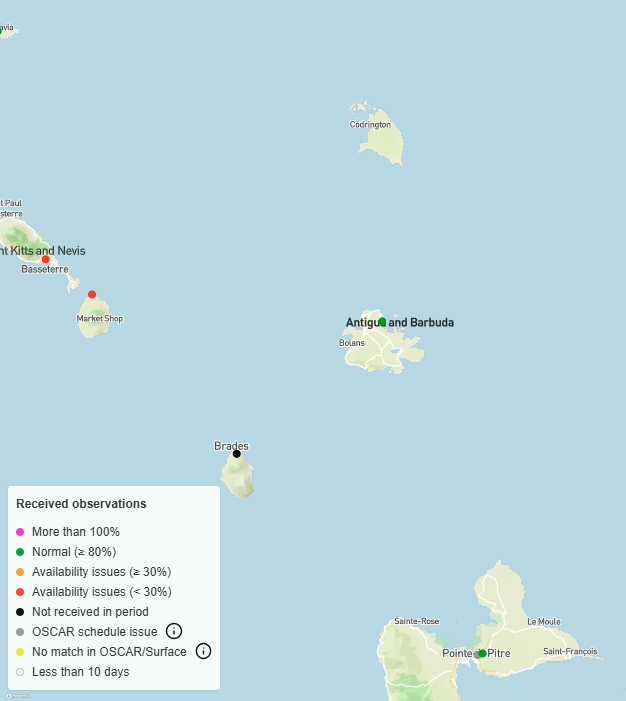 avia
Codrington
t Paul
sterre
nt Kitts and Nevis
Basseterre
Market Shop
Antigua and Barbuda
Bolans
Brades
Received observations
More than 100%
Normal (≥ 80%)
Availability issues (≥ 30%)
Availability issues (< 30%)
Not received in period
OSCAR schedule issue
No match in OSCAR/Surface
Less than 10 days
Sainte-Rose
Le Moule
Pointe Pitre
Saint-François